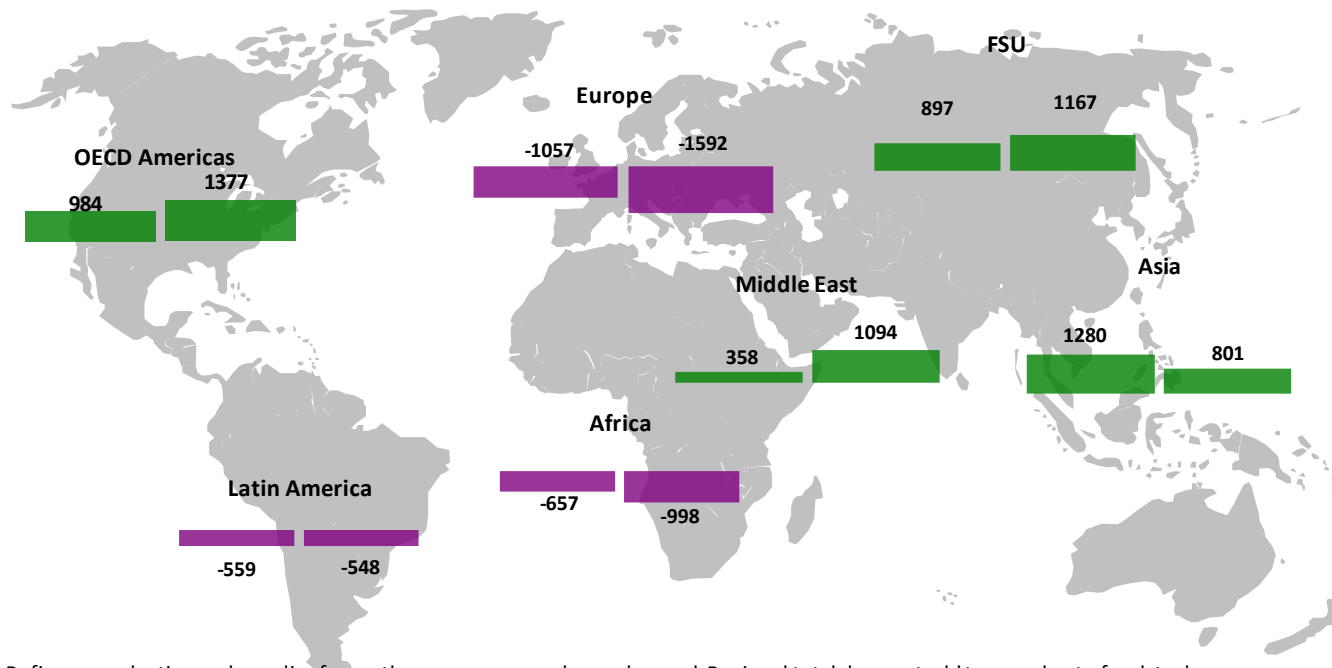 FSU
Europe
897
1167
-1057
-1592
OECD Americas
1377
984
Asia
Middle East
1094
1280
358
801
Africa
Latin America
-657
-998
-559
-548